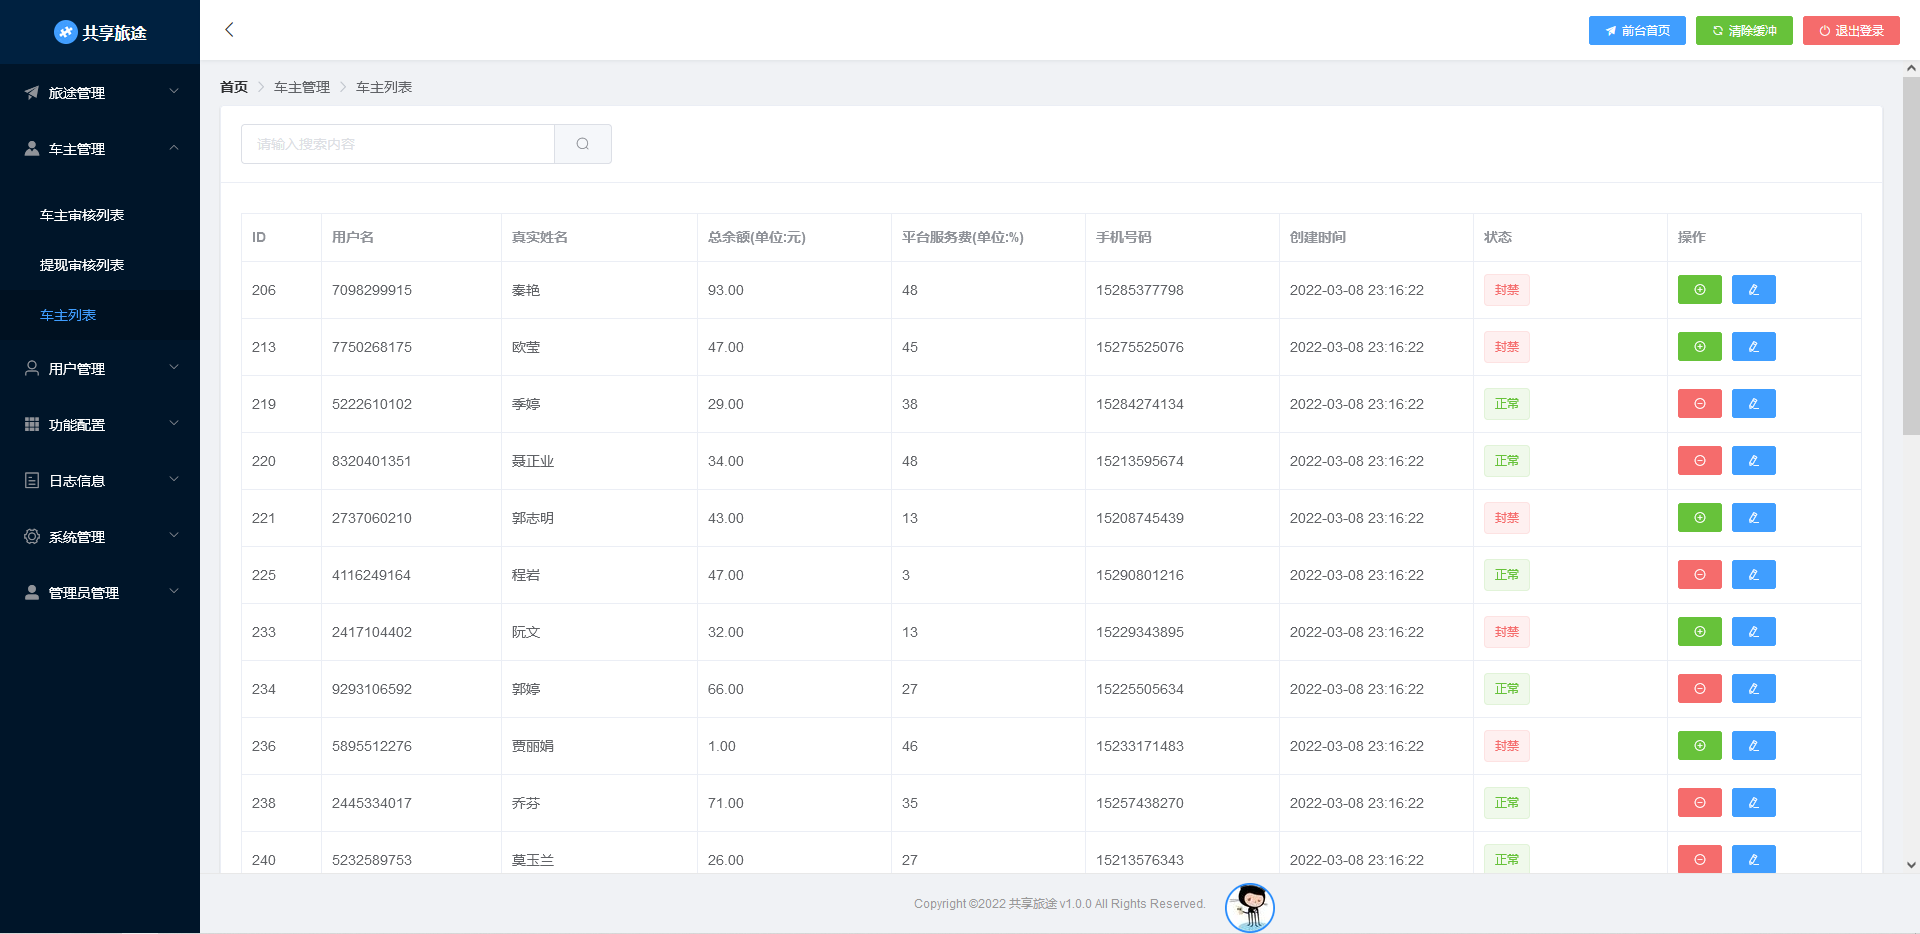 共享旅途
前台首页
清除缓冲
退出登录
旅途管理
车主管理
车主审核列表
提现审核列表
车主列表
用户管理
功能配置
日志信息
系统管理
管理员管理
首页 车主管理 车主列表
请输入搜索内容
ID 用户名 真实姓名 总余额(单位:元) 平台服务费(单位:%) 手机号码 创建时间 状态 操作
206 7098299915 秦艳 93.00 48 15285377798 2022-03-08 23:16:22 封禁
213 7750268175 欧莹 47.00 45 15275525076 2022-03-08 23:16:22 封禁
219 5222610102 季婷 29.00 38 15284274134 2022-03-08 23:16:22 正常
220 8320401351 聂正业 34.00 48 15213595674 2022-03-08 23:16:22 正常
221 2737060210 郭志明 43.00 13 15208745439 2022-03-08 23:16:22 封禁
225 4116249164 程岩 47.00 3 15290801216 2022-03-08 23:16:22 正常
233 2417104402 阮文 32.00 13 15229343895 2022-03-08 23:16:22 封禁
234 9293106592 郭婷 66.00 27 15225505634 2022-03-08 23:16:22 正常
236 5895512276 贾丽娟 1.00 46 15233171483 2022-03-08 23:16:22 封禁
238 2445334017 乔芬 71.00 35 15257438270 2022-03-08 23:16:22 正常
240 5232589753 莫玉兰 26.00 27 15213576343 2022-03-08 23:16:22 正常
Copyright ©2022 共享旅途 v1.0.0 All Rights Reserved.